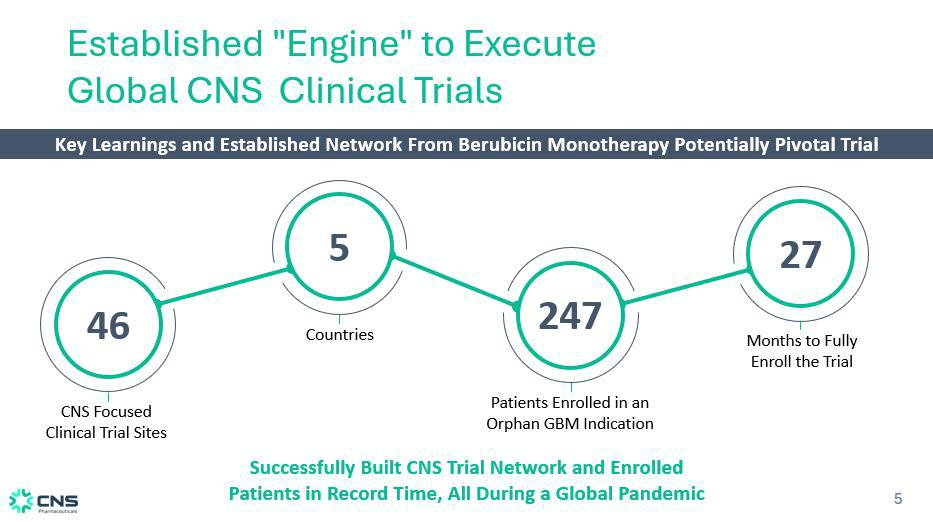 Established "Engine" to Execute
Global CNS Clinical Trials
Key Learnings and Established Network From Berubicin Monotherapy Potentially Pivotal Trial
46
CNS Focused
Clinical Trial Sites
5
Countries
247
Patients Enrolled in an
Orphan GBM Indication
27
Months to Fully
Enroll the Trial
Successfully Built CNS Trial Network and Enrolled
Patients in Record Time, All During a Global Pandemic
CNS
Pharmaceuticals
5